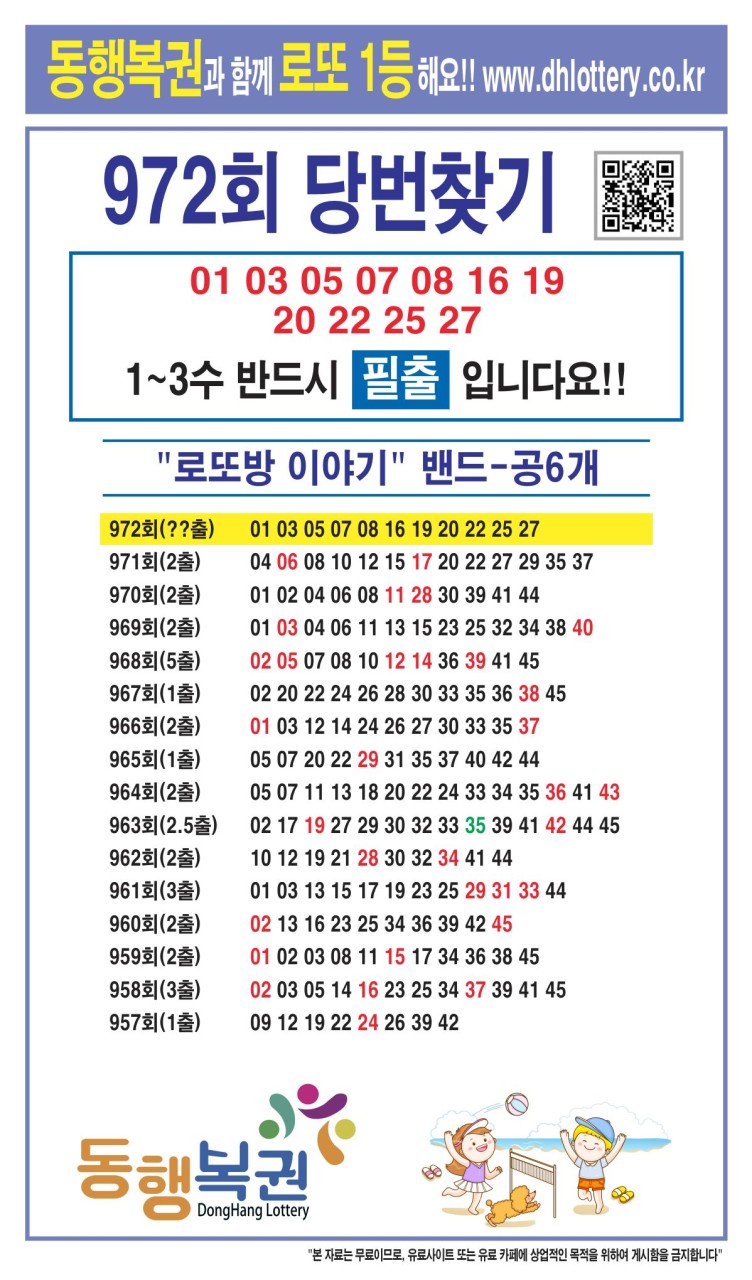 동행복권과 함께 로또 1등해요!! www.dhlottery.co.kr
972회 당번찾기
01 03 05 07 08 16 19
20 22 25 27
1~3수 반드시 필출 입니다요!!
"로또방 이야기" 밴드-공6개
972회(??출) 01 03 05 07 08 16 19 20 22 25 27
971회(2출) 04 06 08 10 12 15 17 20 22 27 29 35 37
970회(2출) 01 02 04 06 08 11 28 30 39 41 44
969회(2출) 01 03 04 06 11 13 15 23 25 32 34 38 40
968회(5출) 02 05 07 08 10 12 14 36 39 41 45
967회(1출) 02 20 22 24 26 28 30 33 35 36 38 45
966회(2출) 01 03 12 14 24 26 27 30 33 35 37
965회(1출) 05 07 20 22 29 31 35 37 40 42 44
964회(2출) 05 07 11 13 18 20 22 24 33 34 35 36 41 43
963회(2.5출) 02 17 19 27 29 30 32 33 35 39 41 42 44 45
962회(2출) 10 12 19 21 28 30 32 34 41 44
961회(3출) 01 03 13 15 17 19 23 25 29 31 33 44
960회(2출) 02 13 16 23 25 34 36 39 42 45
959회(2출) 01 02 03 08 11 15 17 34 36 38 45
958회(3출) 02 03 05 14 16 23 25 34 37 39 41 45
957회(1출) 09 12 19 22 24 26 39 42
동행복권
DongHang Lottery
"본 자료는 무료이므로, 유료사이트 또는 유료 카페에 상업적인 목적을 위하여 게시함을 금지합니다"